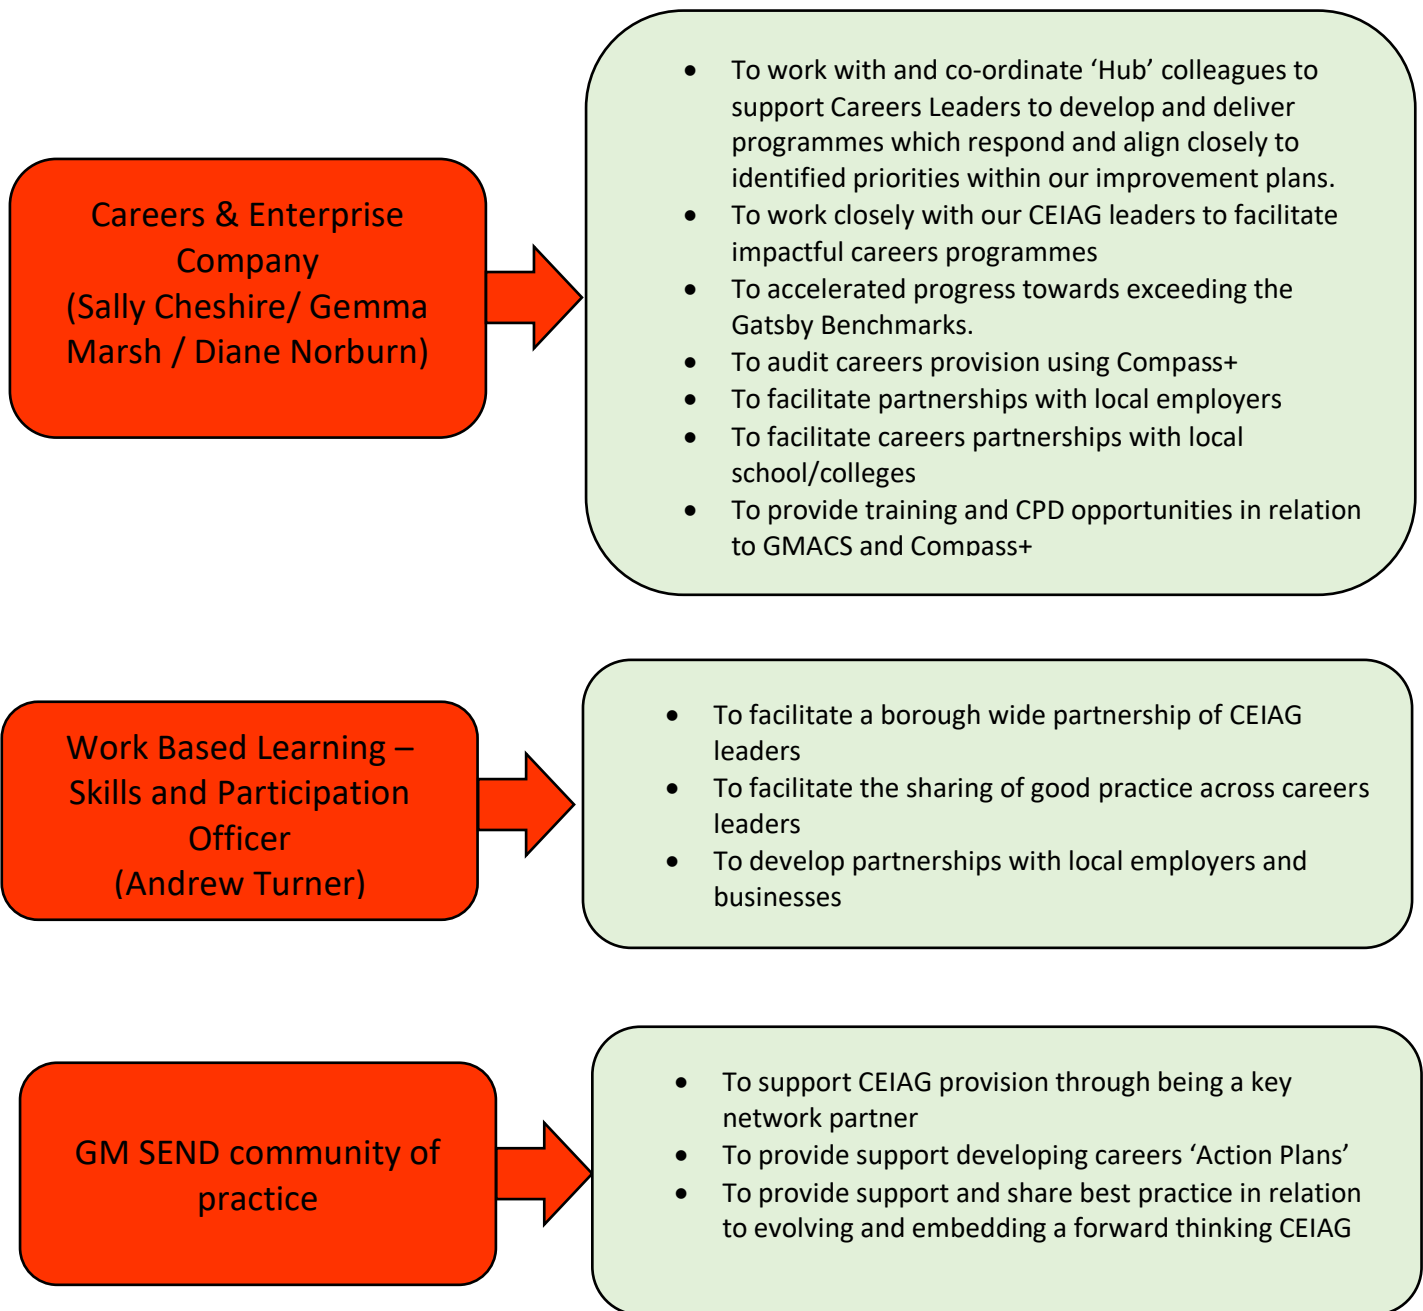 Careers & Enterprise
Company
(Sally Cheshire/ Gemma
Marsh / Diane Norburn)
• To work with and co-ordinate ‘Hub’ colleagues to
support Careers Leaders to develop and deliver
programmes which respond and align closely to
identified priorities within our improvement plans.
• To work closely with our CEIAG leaders to facilitate
impactful careers programmes
• To accelerated progress towards exceeding the
Gatsby Benchmarks.
• To audit careers provision using Compass+
• To facilitate partnerships with local employers
• To facilitate careers partnerships with local
school/colleges
• To provide training and CPD opportunities in relation
to GMACS and Compass+
Work Based Learning –
Skills and Participation
Officer
(Andrew Turner)
• To facilitate a borough wide partnership of CEIAG
leaders
• To facilitate the sharing of good practice across careers
leaders
• To develop partnerships with local employers and
businesses
GM SEND community of
practice
• To support CEIAG provision through being a key
network partner
• To provide support developing careers ‘Action Plans’
• To provide support and share best practice in relation
to evolving and embedding a forward thinking CEIAG